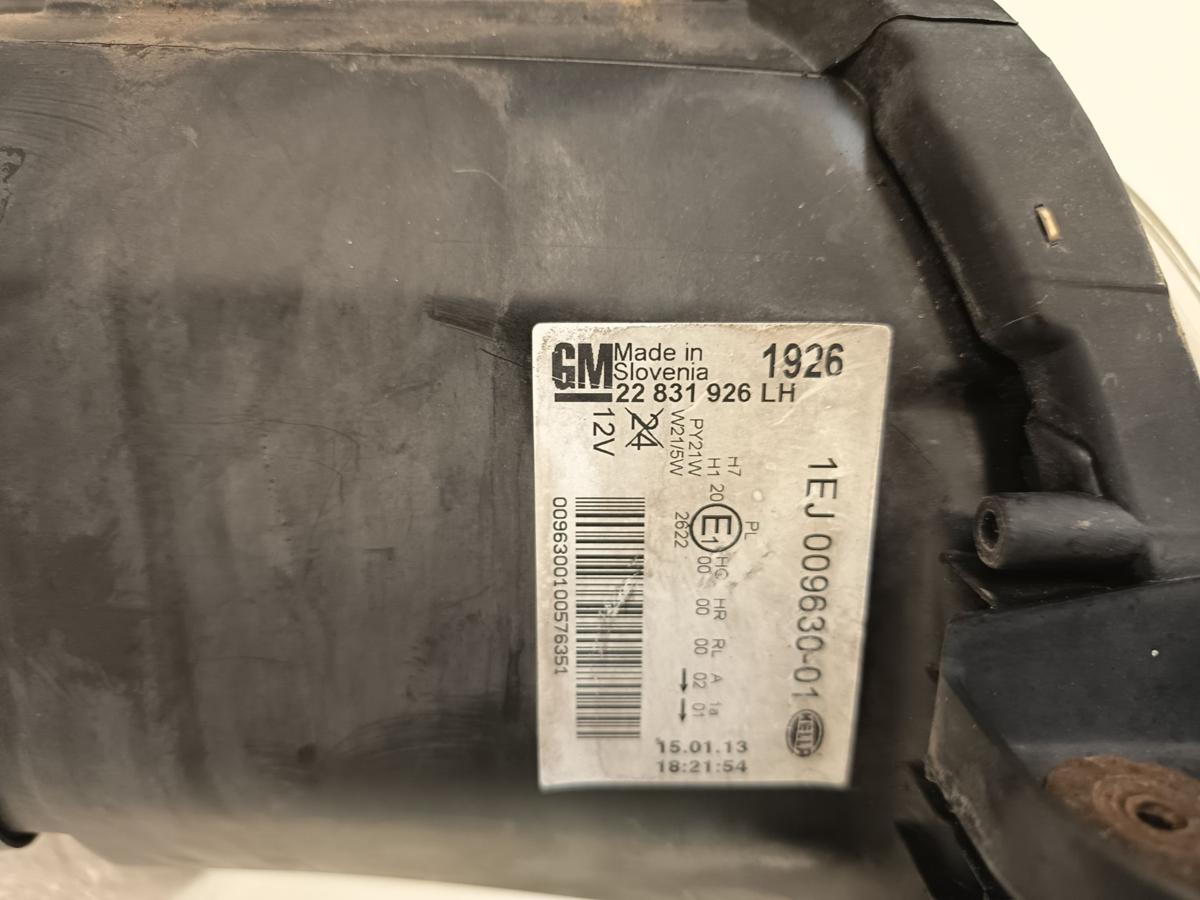 GM
Made in
Slovenia
1926
22 831 926 LH
12V
24
W21/5W
PY21W
H1
H7
20
E1
2622
PL
HC HR RL A 1a
00 00 00 02 01
↓ ↓
1EJ 009630-01
HELLA
00963000100576351
15.01.13
18:21:54